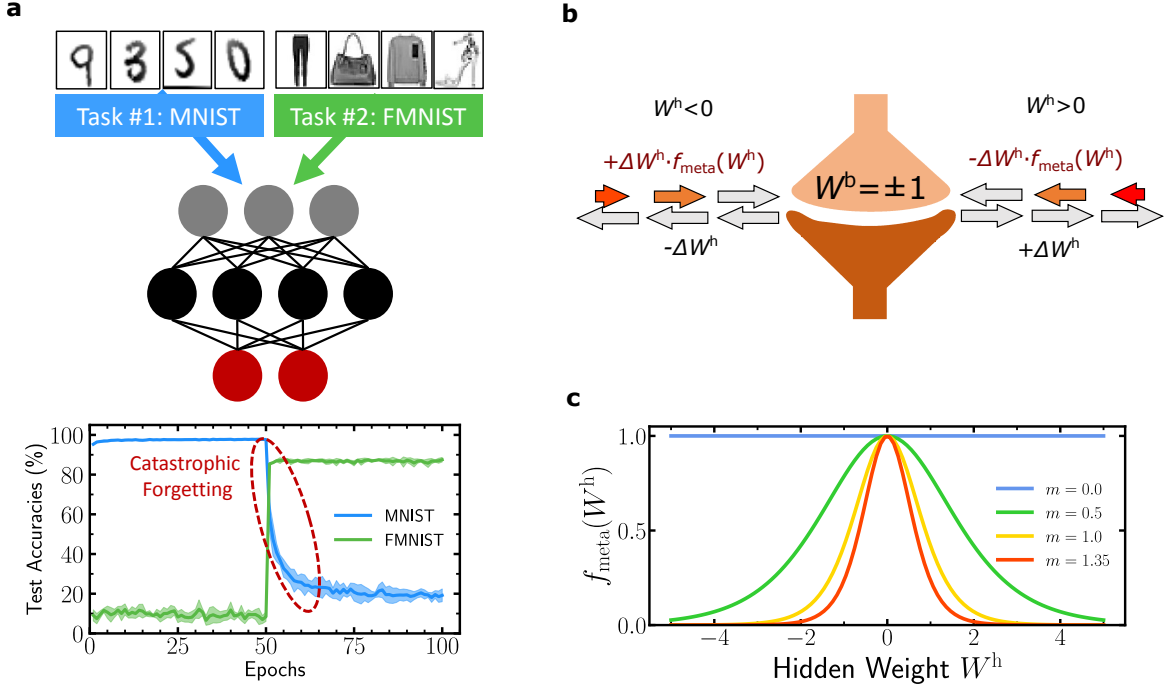 a
9 3 5 0
Task #1: MNIST
Task #2: FMNIST
Test Accuracies (%)
100
80
60
40
20
0
Catastrophic
Forgetting
MNIST
FMNIST
0 25 50 75 100
Epochs
b
W^h<0
W^h>0
+ΔW^h·f_meta(W^h)
-ΔW^h·f_meta(W^h)
W^b=±1
-ΔW^h
+ΔW^h
c
f_meta(W^h)
1.0
0.5
0.0
m = 0.0
m = 0.5
m = 1.0
m = 1.35
−4 −2 0 2 4
Hidden Weight W^h